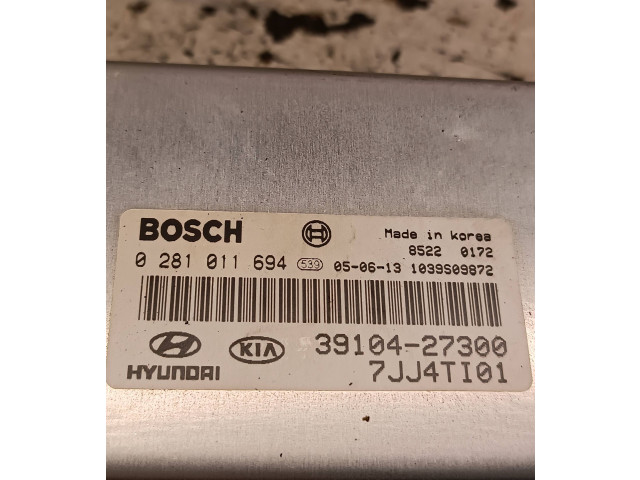 BOSCH
Made in korea
8522 0172
0 281 011 694 539 05-06-13 1039S09872
HYUNDAI KIA 39104-27300
7JJ4TI01